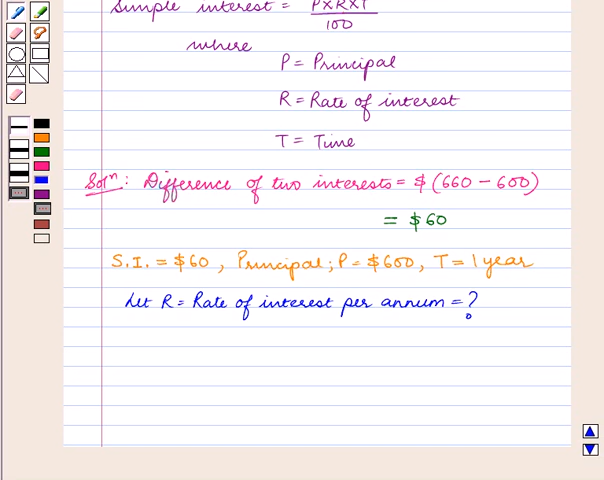 Simple interest = P×R×T
100
where
P = Principal
R = Rate of interest
T = Time
Solⁿ: Difference of two interests = $ (660 − 600)
= $ 60
S.I. = $ 60 , Principal; P = $ 600 , T = 1 year
Let R = Rate of interest per annum = ?